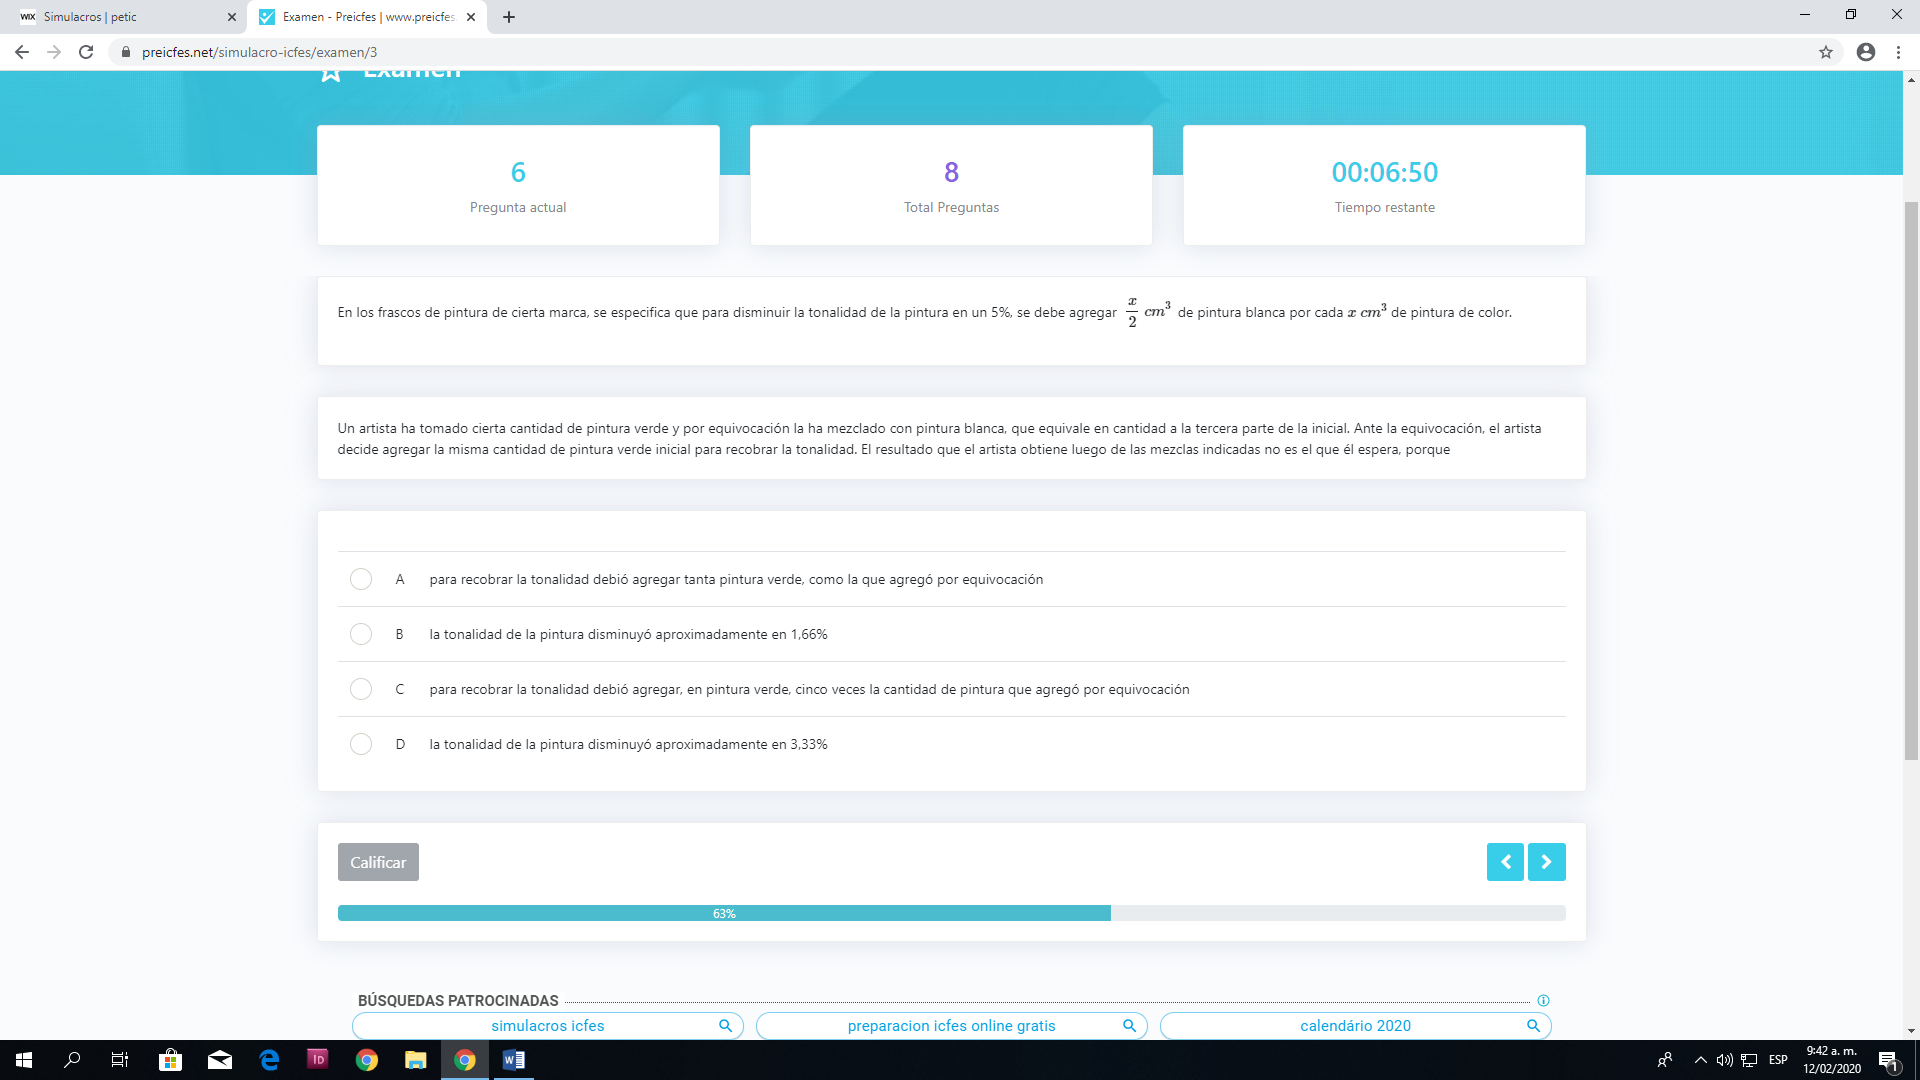 WIX Simulacros | petic
Examen - Preicfes | www.preicfes.
preicfes.net/simulacro-icfes/examen/3
Examen
6
Pregunta actual
8
Total Preguntas
00:06:50
Tiempo restante
En los frascos de pintura de cierta marca, se especifica que para disminuir la tonalidad de la pintura en un 5%, se debe agregar x/2 cm³ de pintura blanca por cada x cm³ de pintura de color.
Un artista ha tomado cierta cantidad de pintura verde y por equivocación la ha mezclado con pintura blanca, que equivale en cantidad a la tercera parte de la inicial. Ante la equivocación, el artista
decide agregar la misma cantidad de pintura verde inicial para recobrar la tonalidad. El resultado que el artista obtiene luego de las mezclas indicadas no es el que él espera, porque
A para recobrar la tonalidad debió agregar tanta pintura verde, como la que agregó por equivocación
B la tonalidad de la pintura disminuyó aproximadamente en 1,66%
C para recobrar la tonalidad debió agregar, en pintura verde, cinco veces la cantidad de pintura que agregó por equivocación
D la tonalidad de la pintura disminuyó aproximadamente en 3,33%
Calificar
63%
BÚSQUEDAS PATROCINADAS
simulacros icfes
preparacion icfes online gratis
calendário 2020
ESP
9:42 a. m.
12/02/2020
1